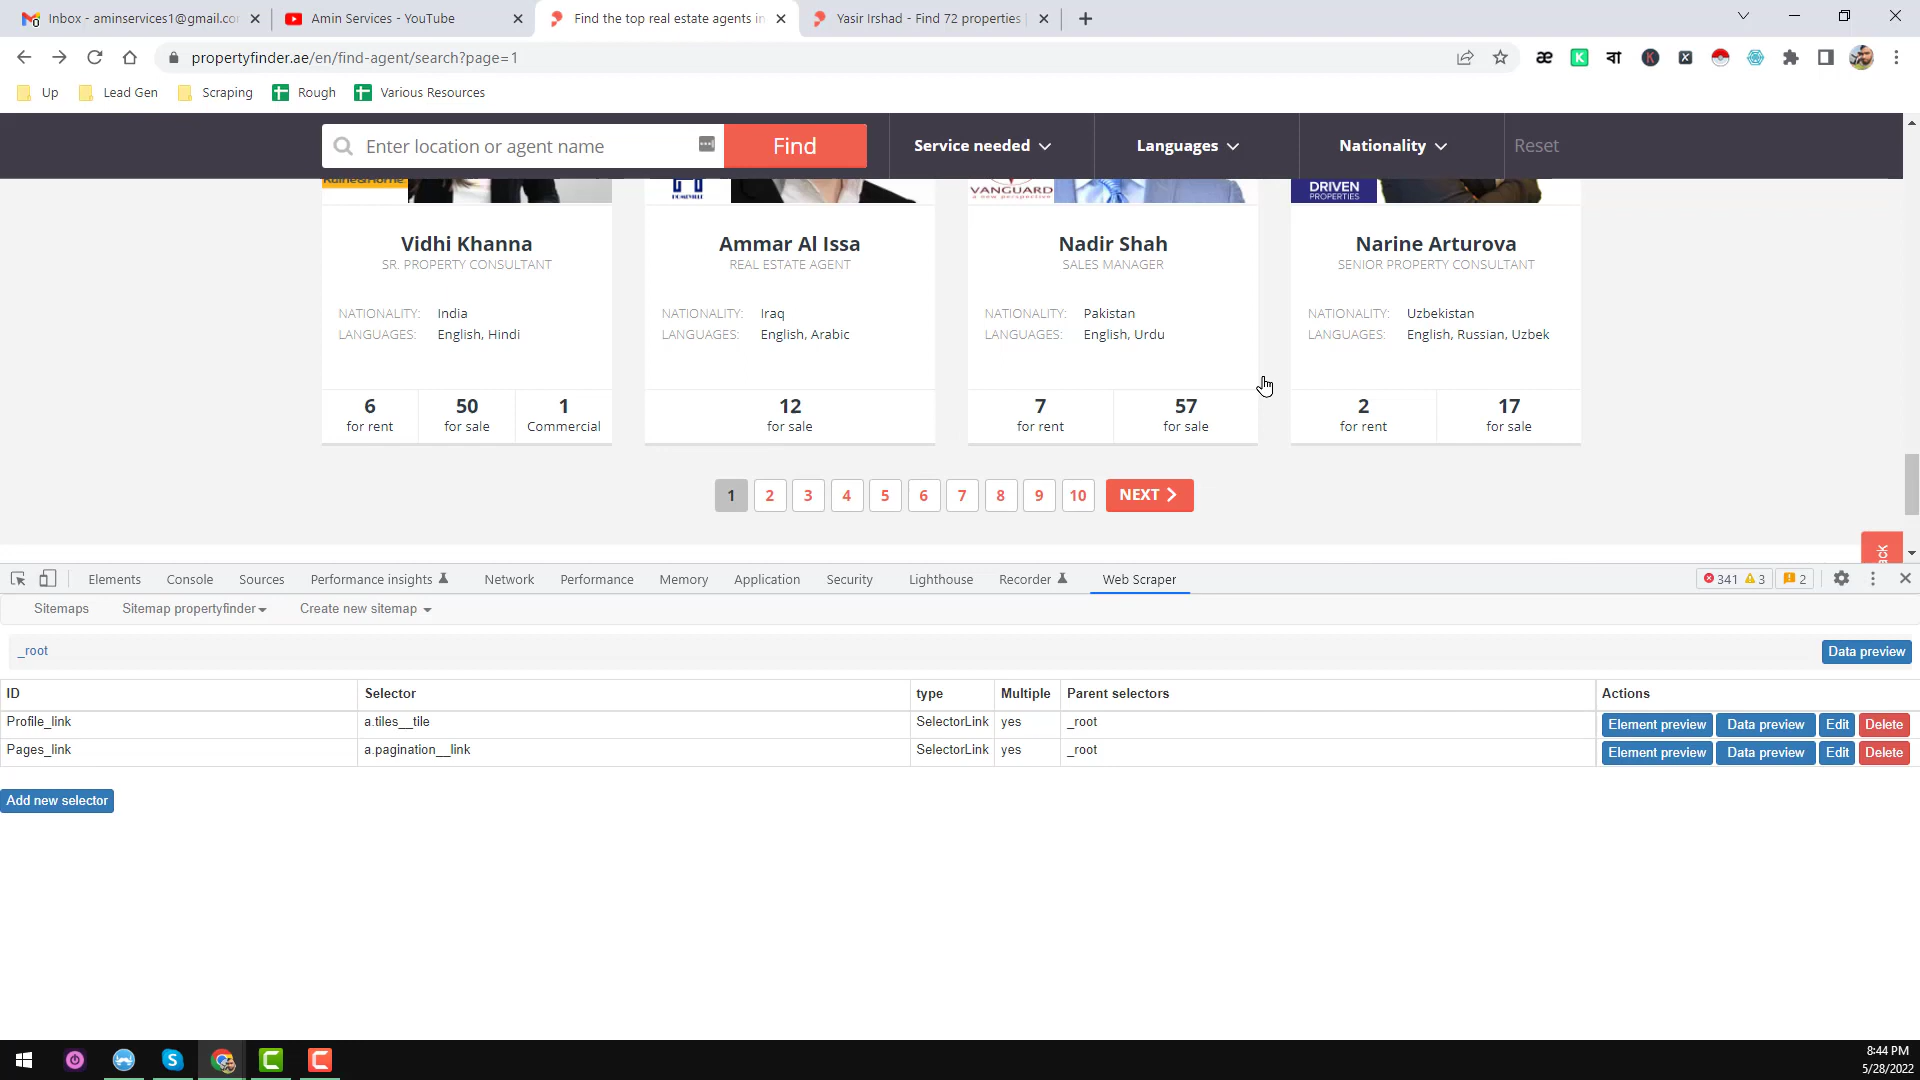 Inbox - aminservices1@gmail.co
Amin Services - YouTube
Find the top real estate agents in
Yasir Irshad - Find 72 properties
propertyfinder.ae/en/find-agent/search?page=1
Up
Lead Gen
Scraping
Rough
Various Resources
Enter location or agent name
Find
Service needed
Languages
Nationality
Reset
VANGUARD
a new perspective
DRIVEN
PROPERTIES
Vidhi Khanna
SR. PROPERTY CONSULTANT
NATIONALITY: India
LANGUAGES: English, Hindi
6
for rent
50
for sale
1
Commercial
Ammar Al Issa
REAL ESTATE AGENT
NATIONALITY: Iraq
LANGUAGES: English, Arabic
12
for sale
Nadir Shah
SALES MANAGER
NATIONALITY: Pakistan
LANGUAGES: English, Urdu
7
for rent
57
for sale
Narine Arturova
SENIOR PROPERTY CONSULTANT
NATIONALITY: Uzbekistan
LANGUAGES: English, Russian, Uzbek
2
for rent
17
for sale
1 2 3 4 5 6 7 8 9 10 NEXT
Elements Console Sources Performance insights Network Performance Memory Application Security Lighthouse Recorder Web Scraper 341 3 2
Sitemaps Sitemap propertyfinder Create new sitemap
_root Data preview
ID Selector type Multiple Parent selectors Actions
Profile_link a.tiles__tile SelectorLink yes _root Element preview Data preview Edit Delete
Pages_link a.pagination__link SelectorLink yes _root Element preview Data preview Edit Delete
Add new selector
8:44 PM
5/28/2022